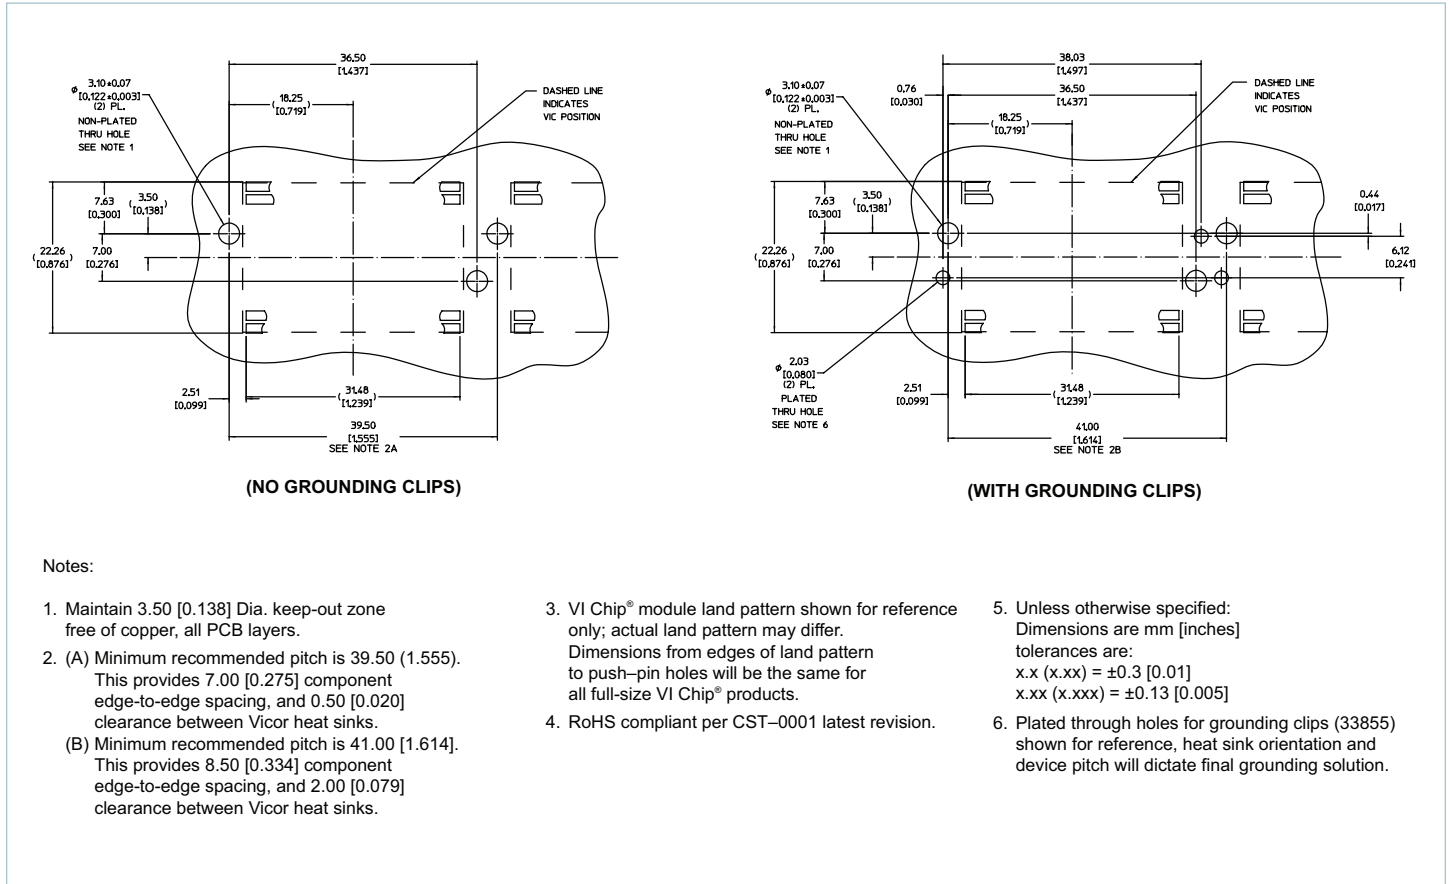 36.50
[1.437]
ø 3.10±0.07
[0.122±0.003]
(2) PL.
NON-PLATED
THRU HOLE
SEE NOTE 1
(18.25)
[0.719]
DASHED LINE
INDICATES
VIC POSITION
7.63
[0.300]
(3.50)
[0.138]
(22.26)
[0.876]
7.00
[0.276]
2.51
[0.099]
(31.48)
[1.239]
39.50
[1.555]
SEE NOTE 2A
(NO GROUNDING CLIPS)
38.03
[1.497]
ø 3.10±0.07
[0.122±0.003]
(2) PL.
NON-PLATED
THRU HOLE
SEE NOTE 1
0.76
[0.030]
36.50
[1.437]
(18.25)
[0.719]
DASHED LINE
INDICATES
VIC POSITION
7.63
[0.300]
(3.50)
[0.138]
0.44
[0.017]
(22.26)
[0.876]
7.00
[0.276]
6.12
[0.241]
ø 2.03
[0.080]
(2) PL.
PLATED
THRU HOLE
SEE NOTE 6
2.51
[0.099]
(31.48)
[1.239]
41.00
[1.614]
SEE NOTE 2B
(WITH GROUNDING CLIPS)
Notes:
1. Maintain 3.50 [0.138] Dia. keep-out zone
free of copper, all PCB layers.
2. (A) Minimum recommended pitch is 39.50 (1.555).
This provides 7.00 [0.275] component
edge-to-edge spacing, and 0.50 [0.020]
clearance between Vicor heat sinks.
(B) Minimum recommended pitch is 41.00 [1.614].
This provides 8.50 [0.334] component
edge-to-edge spacing, and 2.00 [0.079]
clearance between Vicor heat sinks.
3. VI Chip® module land pattern shown for reference
only; actual land pattern may differ.
Dimensions from edges of land pattern
to push–pin holes will be the same for
all full-size VI Chip® products.
4. RoHS compliant per CST–0001 latest revision.
5. Unless otherwise specified:
Dimensions are mm [inches]
tolerances are:
x.x (x.xx) = ±0.3 [0.01]
x.xx (x.xxx) = ±0.13 [0.005]
6. Plated through holes for grounding clips (33855)
shown for reference, heat sink orientation and
device pitch will dictate final grounding solution.